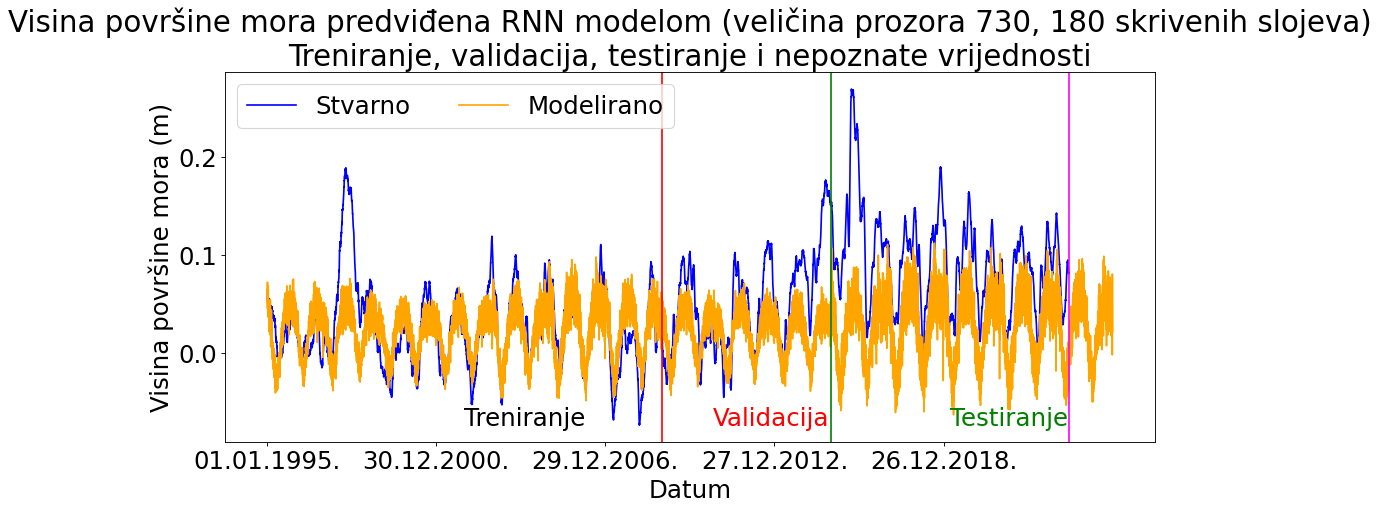 Visina površine mora predviđena RNN modelom (veličina prozora 730, 180 skrivenih slojeva)
Treniranje, validacija, testiranje i nepoznate vrijednosti
Stvarno Modelirano
Visina površine mora (m)
0.2
0.1
0.0
Treniranje Validacija Testiranje
01.01.1995. 30.12.2000. 29.12.2006. 27.12.2012. 26.12.2018.
Datum